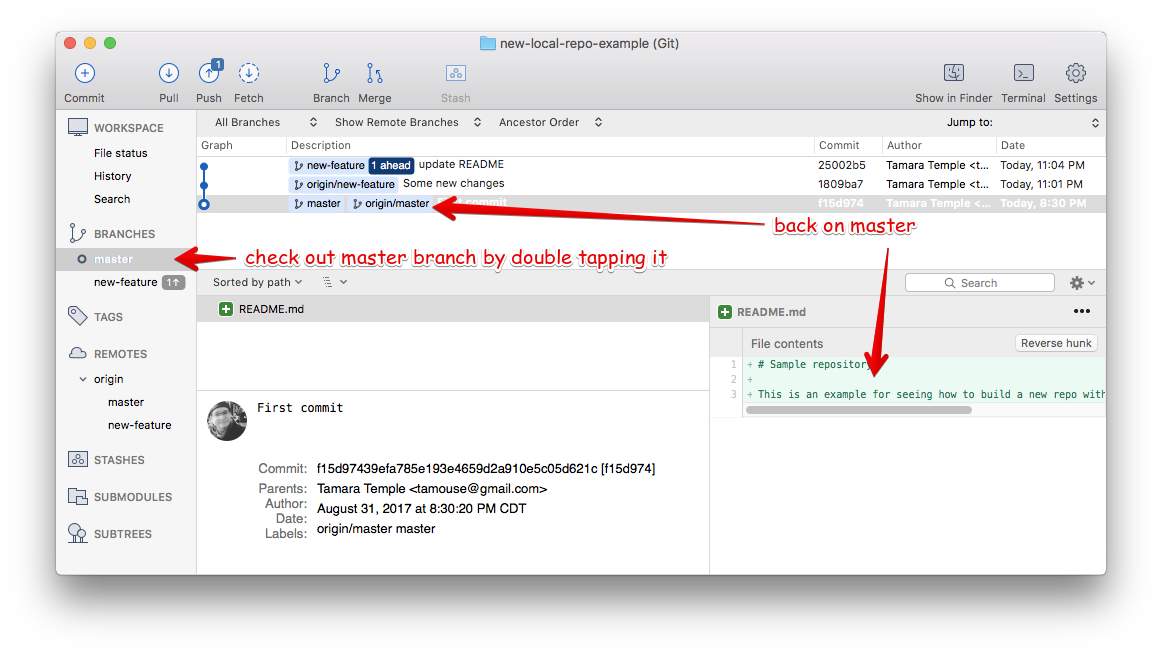 new-local-repo-example (Git)
1
Commit Pull Push Fetch Branch Merge Stash Show in Finder Terminal Settings
WORKSPACE
File status
History
Search
BRANCHES
master
new-feature 1↑
TAGS
REMOTES
origin
master
new-feature
STASHES
SUBMODULES
SUBTREES
All Branches Show Remote Branches Ancestor Order Jump to:
Graph Description Commit Author Date
new-feature 1 ahead update README 25002b5 Tamara Temple <t... Today, 11:04 PM
origin/new-feature Some new changes 1809ba7 Tamara Temple <t... Today, 11:01 PM
master origin/master commit f15d974 Tamara Temple <t... Today, 8:30 PM
back on master
check out master branch by double tapping it
Sorted by path Search
README.md
First commit
Commit: f15d97439efa785e193e4659d2a910e5c05d621c [f15d974]
Parents: Tamara Temple <tamouse@gmail.com>
Author:
August 31, 2017 at 8:30:20 PM CDT
Date:
Labels: origin/master master
README.md
File contents Reverse hunk
1 + # Sample repository
2 +
3 + This is an example for seeing how to build a new repo with